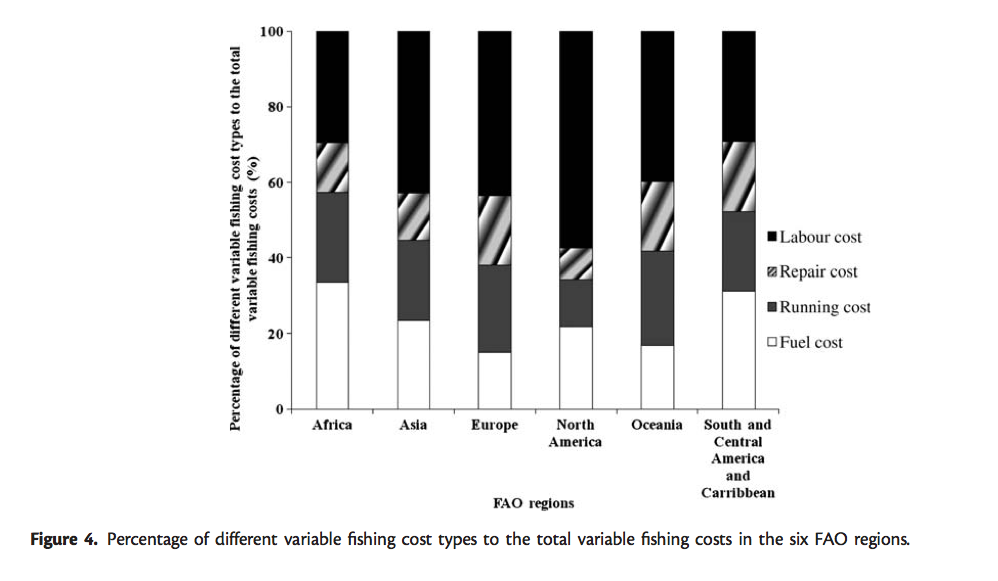 Percentage of different variable fishing cost types to the total
variable fishing costs (%)
100
80
60
40
20
0
Africa
Asia
Europe
North
America
Oceania
South and
Central
America
and
Carribbean
FAO regions
Labour cost
Repair cost
Running cost
Fuel cost
Figure 4. Percentage of different variable fishing cost types to the total variable fishing costs in the six FAO regions.